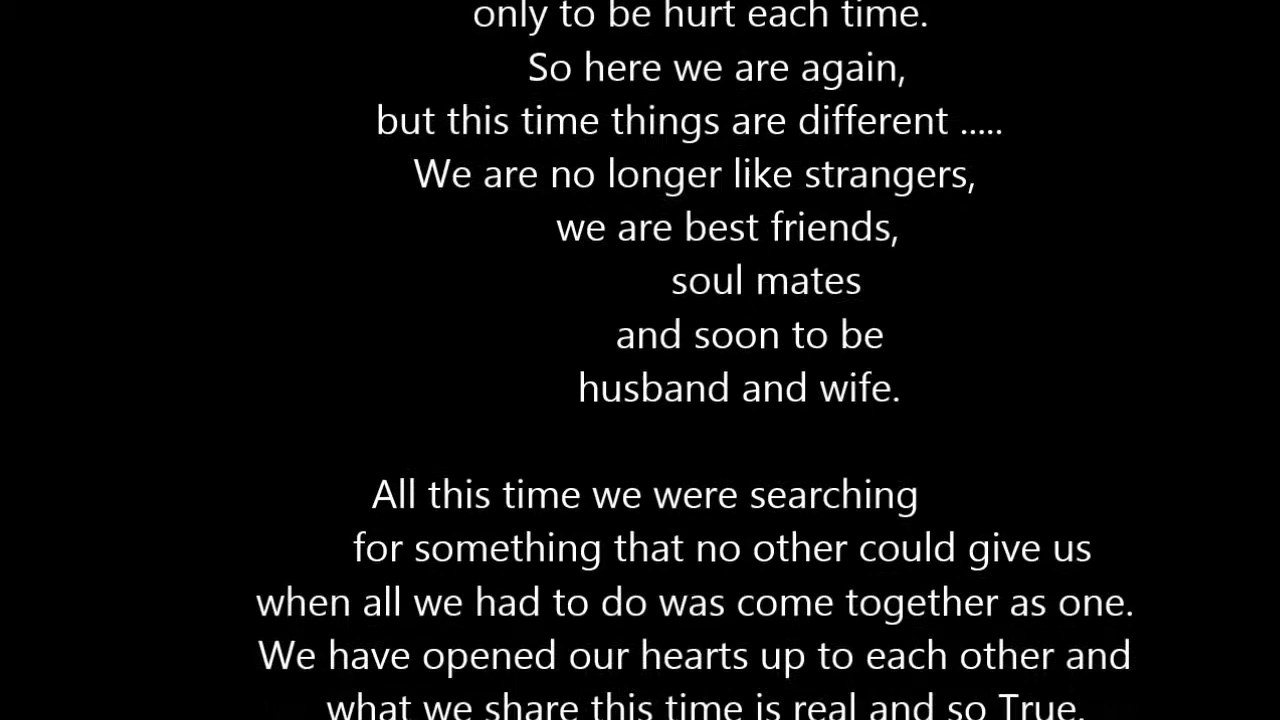 only to be hurt each time.
So here we are again,
but this time things are different .....
We are no longer like strangers,
we are best friends,
soul mates
and soon to be
husband and wife.
All this time we were searching
for something that no other could give us
when all we had to do was come together as one.
We have opened our hearts up to each other and
what we share this time is real and so True.